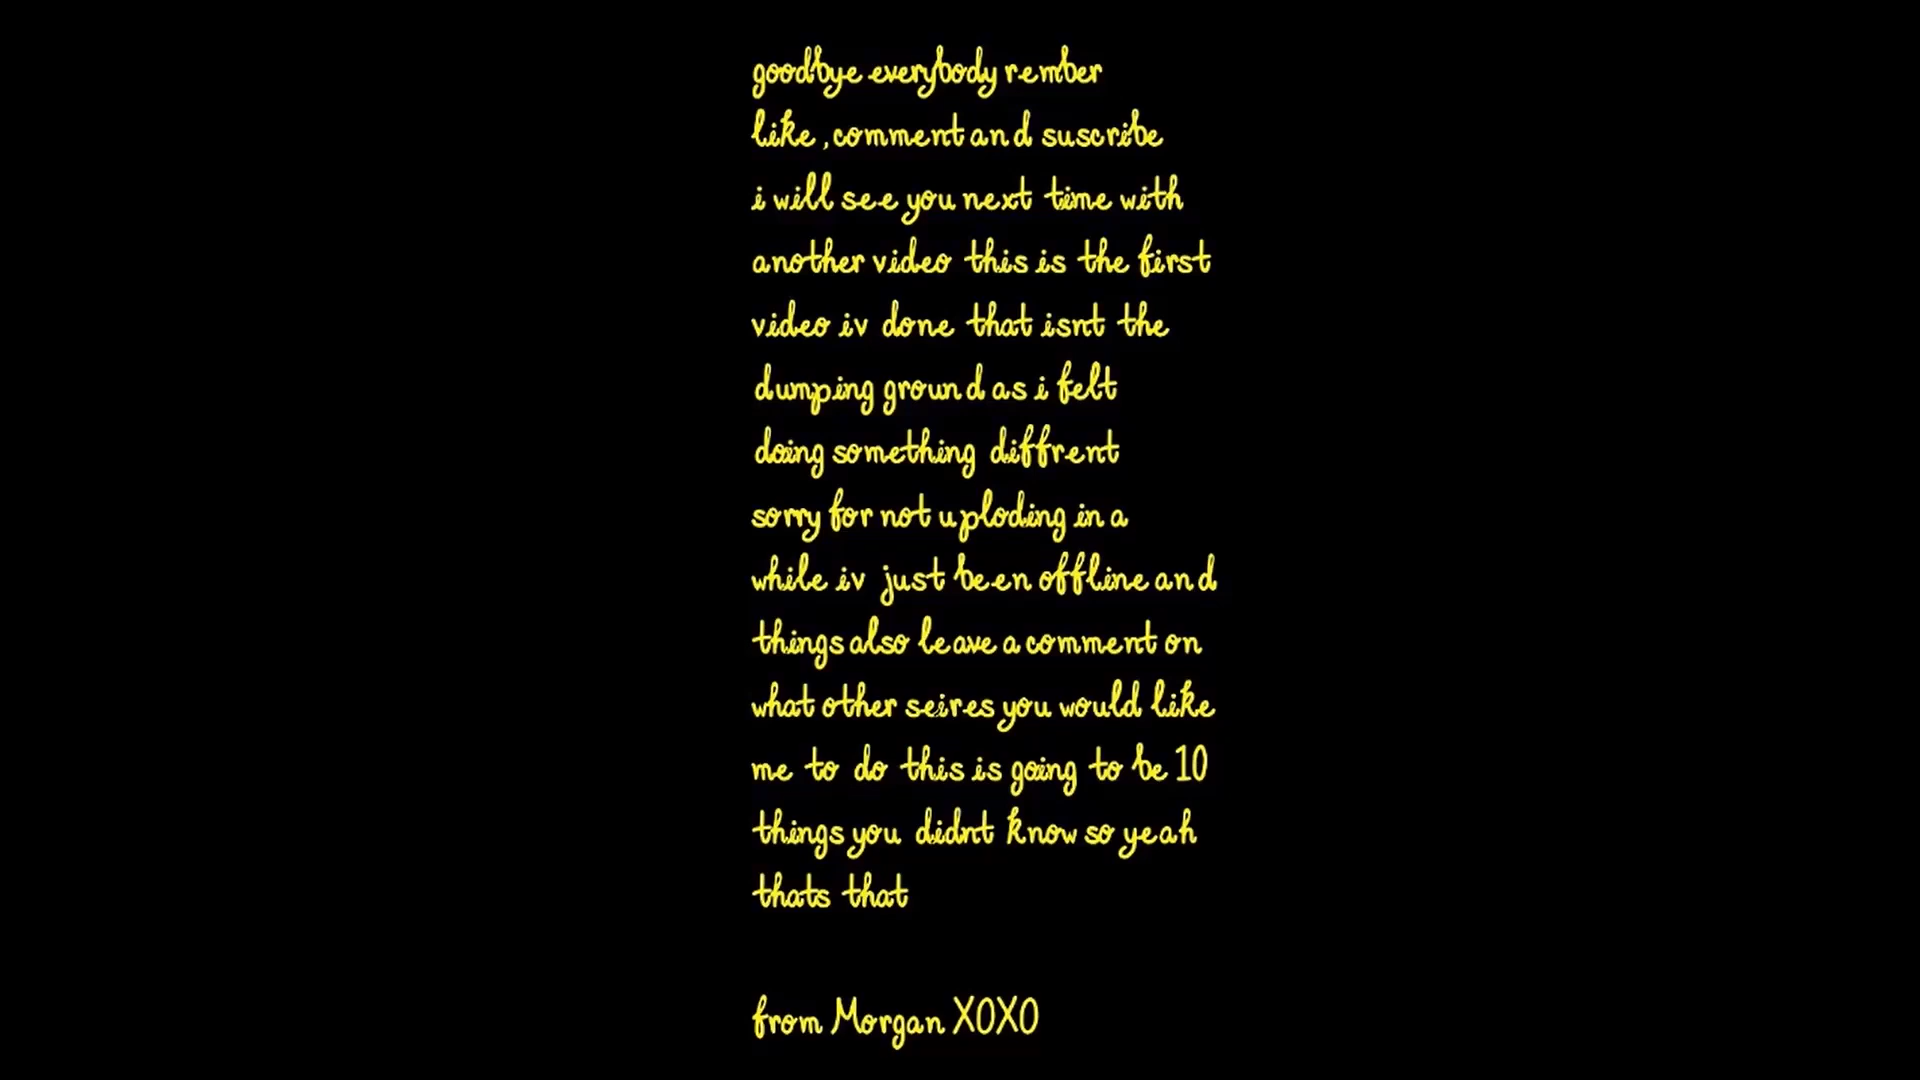 goodbye everybody rember
like ,comment and suscribe
i will see you next time with
another video this is the first
video iv done that isnt the
dumping ground as i felt
doing something diffrent
sorry for not uploding in a
while iv just been offline and
things also leave a comment on
what other seires you would like
me to do this is going to be 10
things you didnt know so yeah
thats that
from Morgan XOXO